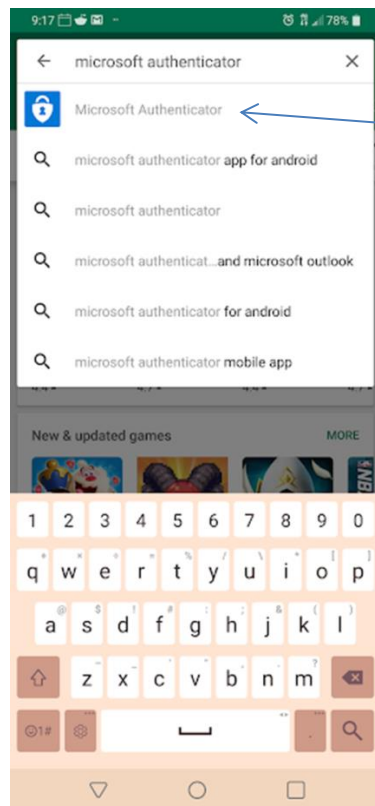 9:17
78%
microsoft authenticator
Microsoft Authenticator
microsoft authenticator app for android
microsoft authenticator
microsoft authenticat...and microsoft outlook
microsoft authenticator for android
microsoft authenticator mobile app
New & updated games MORE
NB
1 2 3 4 5 6 7 8 9 0
q w e r t y u i o p
a s d f g h j k l
z x c v b n m
!#1